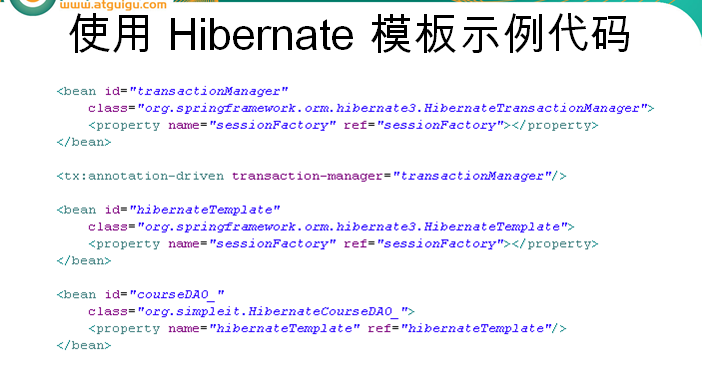 www.atguigu.com
使用 Hibernate 模板示例代码
<bean id="transactionManager"
class="org.springframework.orm.hibernate3.HibernateTransactionManager">
<property name="sessionFactory" ref="sessionFactory"></property>
</bean>
<tx:annotation-driven transaction-manager="transactionManager"/>
<bean id="hibernateTemplate"
class="org.springframework.orm.hibernate3.HibernateTemplate">
<property name="sessionFactory" ref="sessionFactory"></property>
</bean>
<bean id="courseDAO_"
class="org.simpleit.HibernateCourseDAO_">
<property name="hibernateTemplate" ref="hibernateTemplate"/>
</bean>